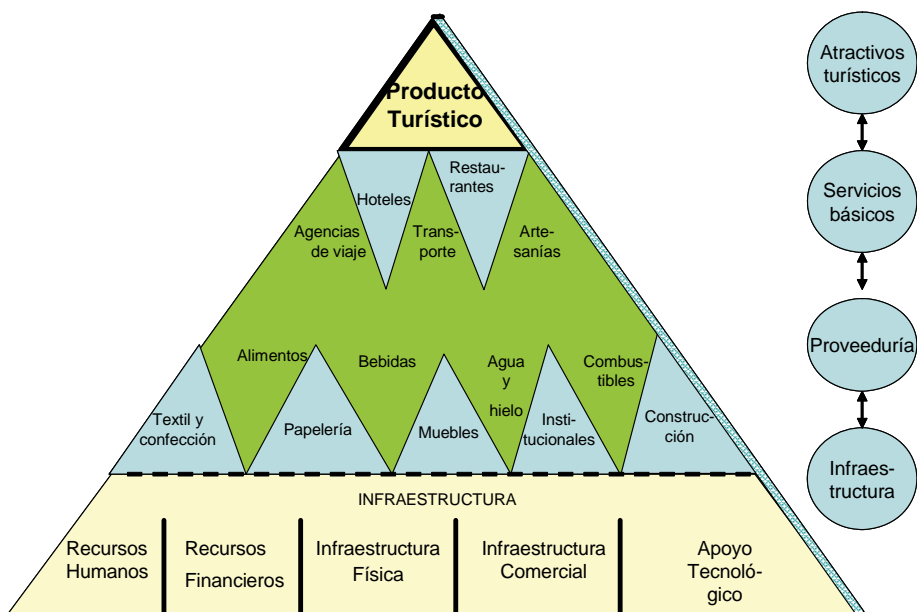 Producto
Turístico
Restau-
rantes
Hoteles
Agencias
de viaje
Trans-
porte
Arte-
sanías
Alimentos
Bebidas
Agua
y
hielo
Combus-
tibles
Textil y
confección
Papelería
Muebles
Insti-
tucionales
Construc-
ción
INFRAESTRUCTURA
Recursos
Humanos
Recursos
Financieros
Infraestructura
Física
Infraestructura
Comercial
Apoyo
Tecnoló-
gico
Atractivos
turísticos
Servicios
básicos
Proveeduría
Infraes-
tructura